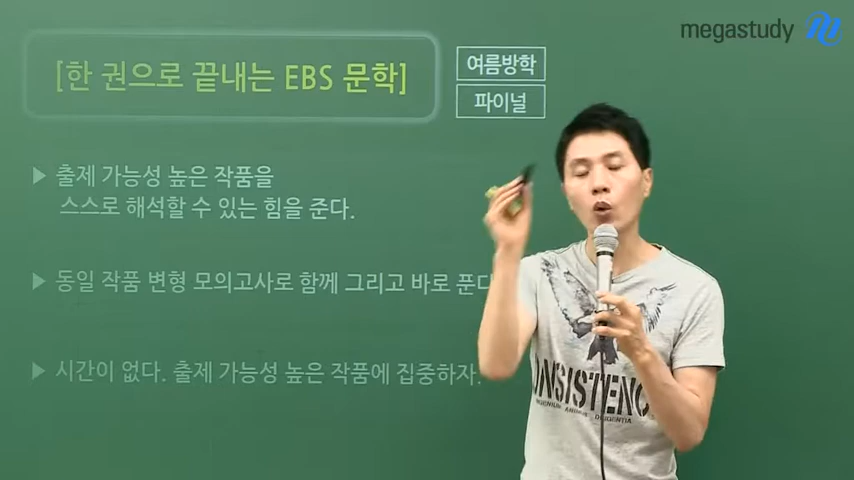 megastudy
[한 권으로 끝내는 EBS 문학]
여름방학
파이널
▶ 출제 가능성 높은 작품을
스스로 해석할 수 있는 힘을 준다.
▶ 동일 작품 변형 모의고사로 함께 그리고 바로 푼다
▶ 시간이 없다. 출제 가능성 높은 작품에 집중하자.